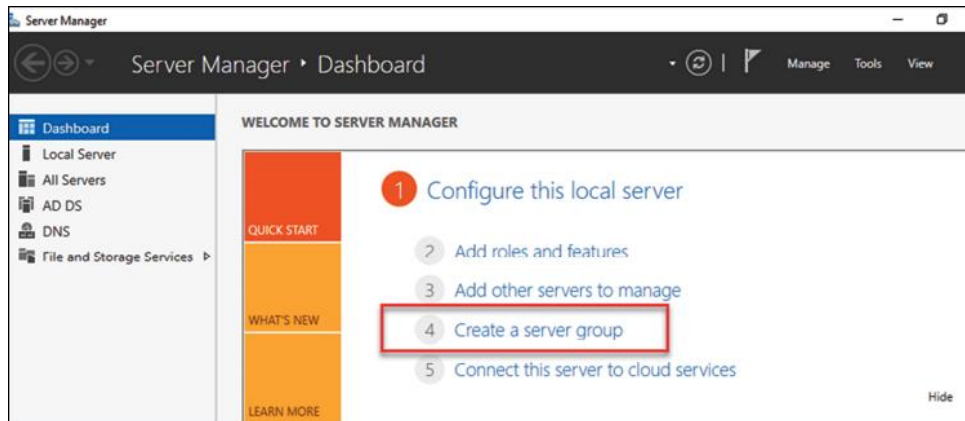 Server Manager
Server Manager • Dashboard
Manage Tools View
Dashboard
Local Server
All Servers
AD DS
DNS
File and Storage Services
WELCOME TO SERVER MANAGER
QUICK START
WHAT'S NEW
LEARN MORE
1 Configure this local server
2 Add roles and features
3 Add other servers to manage
4 Create a server group
5 Connect this server to cloud services
Hide